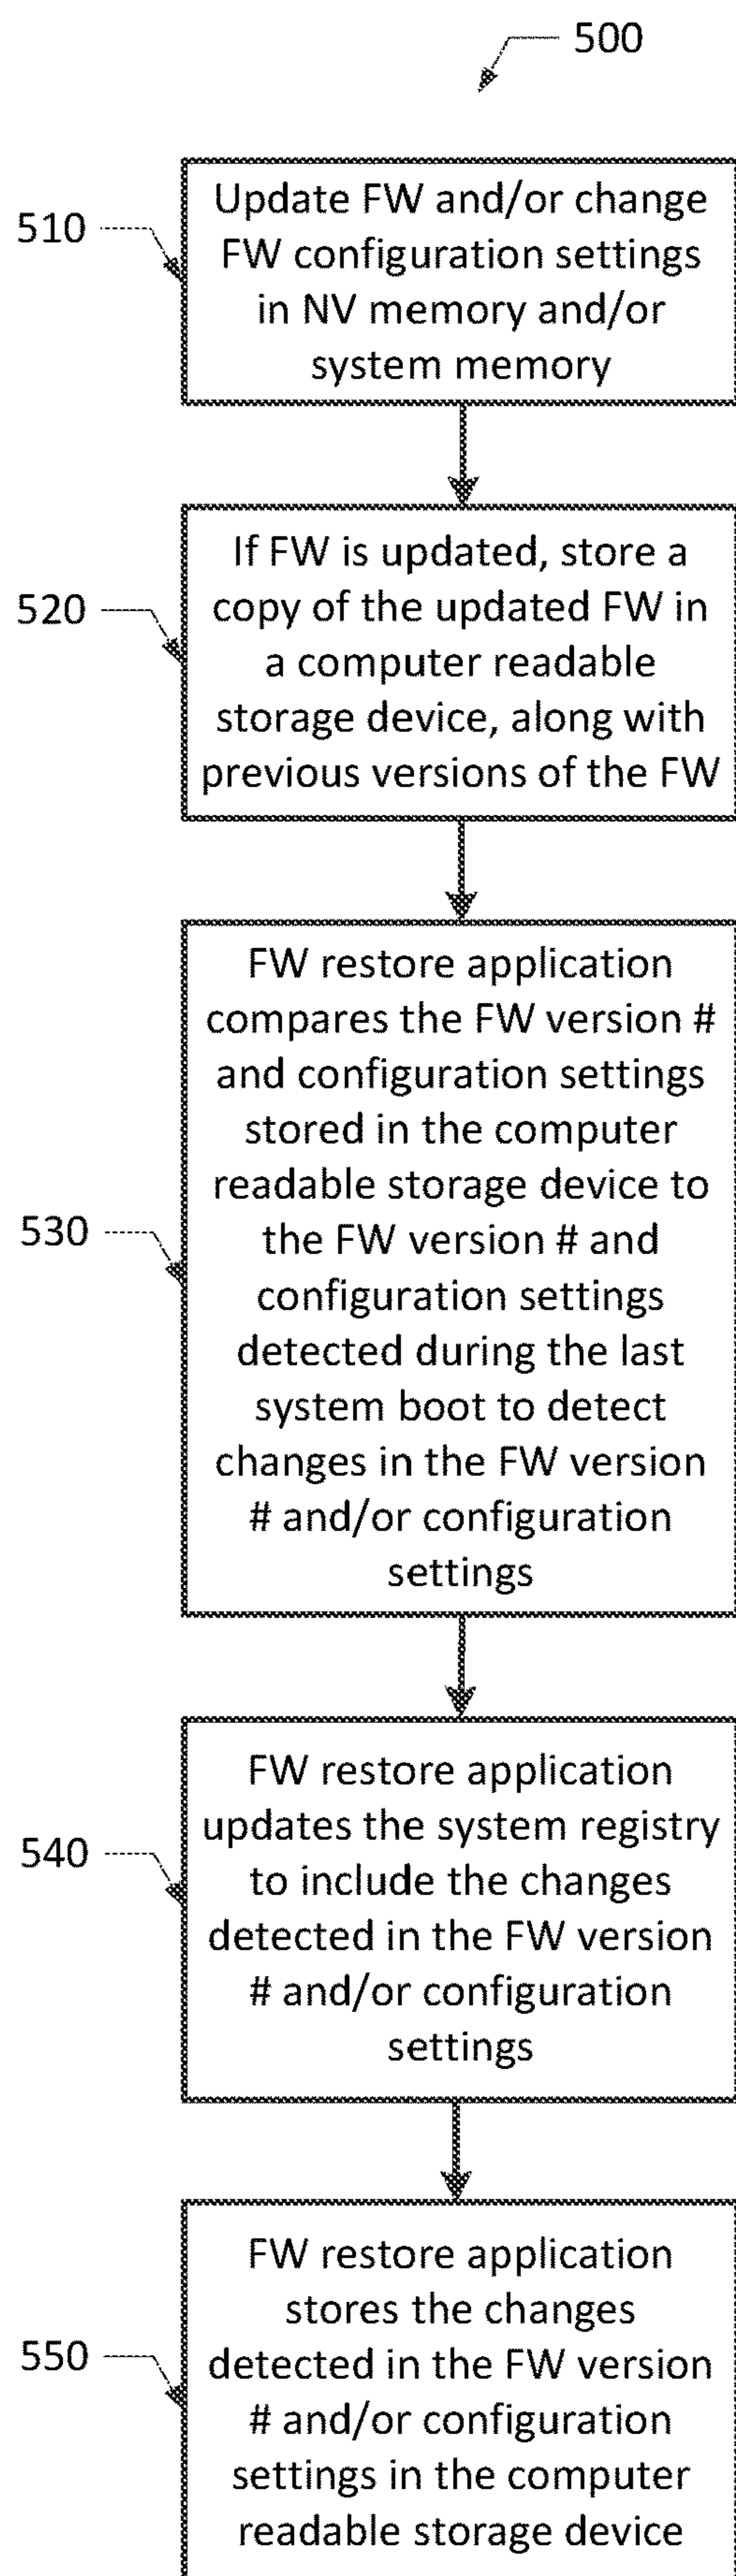 500
510
Update FW and/or change
FW configuration settings
in NV memory and/or
system memory
520
If FW is updated, store a
copy of the updated FW in
a computer readable
storage device, along with
previous versions of the FW
530
FW restore application
compares the FW version #
and configuration settings
stored in the computer
readable storage device to
the FW version # and
configuration settings
detected during the last
system boot to detect
changes in the FW version
# and/or configuration
settings
540
FW restore application
updates the system registry
to include the changes
detected in the FW version
# and/or configuration
settings
550
FW restore application
stores the changes
detected in the FW version
# and/or configuration
settings in the computer
readable storage device